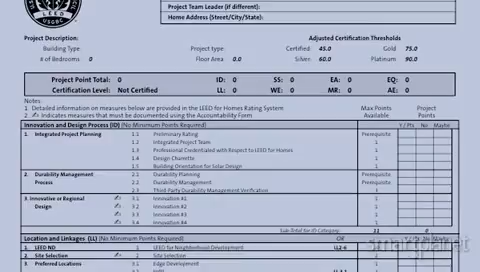 LEED
USGBC
Project Team Leader (if different):
Home Address (Street/City/State):
Project Description: Adjusted Certification Thresholds
Building Type Project type: Certified 45.0 Gold 75.0
# of Bedrooms 0 Floor Area 0.0 Silver 60.0 Platinum 90.0
Project Point Total: 0 ID: 0 SS: 0 EA: 0 EQ: 0
Certification Level: Not Certified LL: 0 WE: 0 MR: 0 AE: 0
Notes Max Points Project
1. Detailed information on measures below are provided in the LEED for Homes Rating System Available Points
2. ✍ Indicates measures that must be documented using the Accountability Form
Y / Pts No Maybe
Innovation and Design Process (ID) (No Minimum Points Required)
1. Integrated Project Planning 1.1 Preliminary Rating Prerequisite
1.2 Integrated Project Team 1
1.3 Professional Credentialed with Respect to LEED for Homes 1
1.4 Design Charrette 1
1.5 Building Orientation for Solar Design 1
2. Durability Management 2.1 Durability Planning Prerequisite
Process 2.2 Durability Management Prerequisite
2.3 Third-Party Durability Management Verification
3. Innovative or Regional ✍ 3.1 Innovation #1 1
Design ✍ 3.2 Innovation #2 1
✍ 3.3 Innovation #3 1
✍ 3.4 Innovation #4 1
Sub-Total for ID Category: 11 0
Location and Linkages (LL) (No Minimum Points Required) OR
1. LEED ND 1 LEED for Neighborhood Development LL2-6
2. Site Selection ✍ 2 Site Selection
3. Preferred Locations 3.1 Edge Development
smartplanet